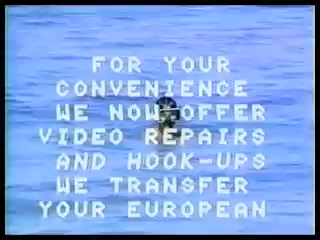 FOR YOUR
CONVENIENCE
WE NOW OFFER
VIDEO REPAIRS
AND HOOK-UPS
WE TRANSFER
YOUR EUROPEAN